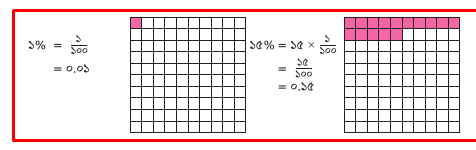 ১% = ১/১০০
= ০.০১
১৫% = ১৫ × ১/১০০
= ১৫/১০০
= ০.১৫